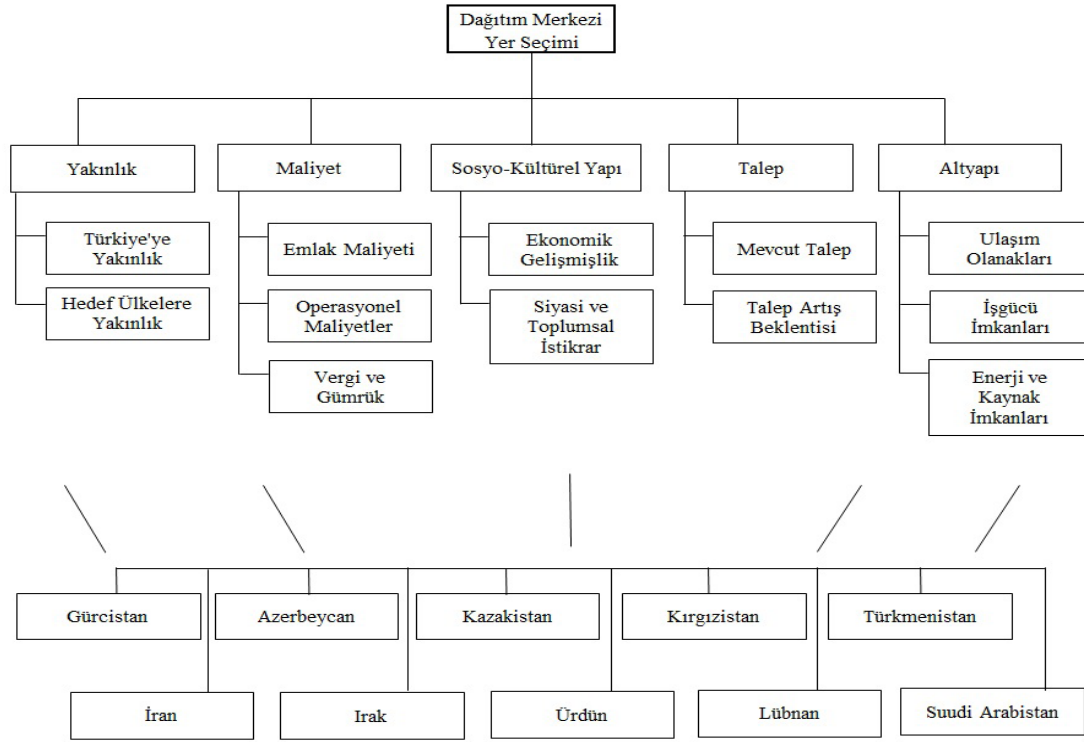 Dağıtım Merkezi
Yer Seçimi
Yakınlık
Maliyet
Sosyo-Kültürel Yapı
Talep
Altyapı
Türkiye'ye
Yakınlık
Hedef Ülkelere
Yakınlık
Emlak Maliyeti
Operasyonel
Maliyetler
Vergi ve
Gümrük
Ekonomik
Gelişmişlik
Siyasi ve
Toplumsal
İstikrar
Mevcut Talep
Talep Artış
Beklentisi
Ulaşım
Olanakları
İşgücü
İmkanları
Enerji ve
Kaynak
İmkanları
Gürcistan
Azerbeycan
Kazakistan
Kırgızistan
Türkmenistan
İran
Irak
Ürdün
Lübnan
Suudi Arabistan